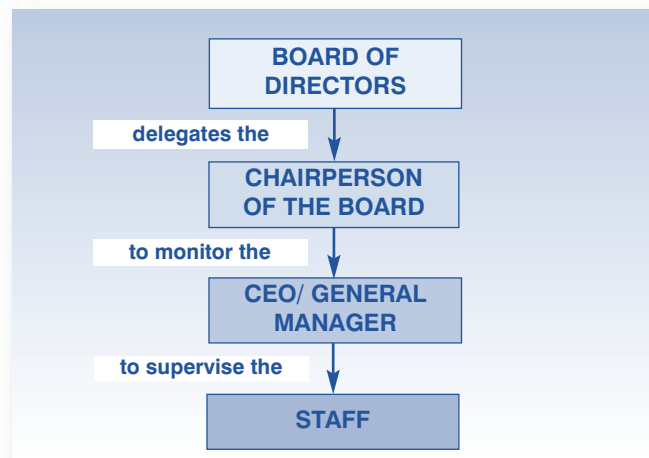 BOARD OF
DIRECTORS
delegates the
CHAIRPERSON
OF THE BOARD
to monitor the
CEO/ GENERAL
MANAGER
to supervise the
STAFF